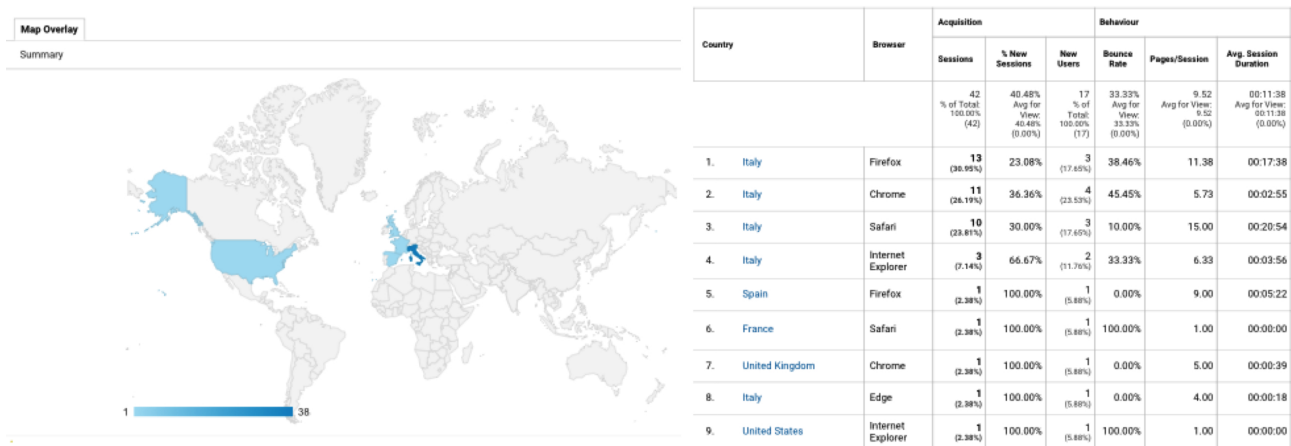 Map Overlay
Summary
1
38
Acquisition
Behaviour
Country
Browser
Sessions
% New
Sessions
New
Users
Bounce
Rate
Pages/Session
Avg. Session
Duration
42
% of Total:
100.00%
(42)
40.48%
Avg for
View:
40.48%
(0.00%)
17
% of
Total:
100.00%
(17)
33.33%
Avg for
View:
33.33%
(0.00%)
9.52
Avg for View:
9.52
(0.00%)
00:11:38
Avg for View:
00:11:38
(0.00%)
1. Italy Firefox 13 (30.95%) 23.08% 3 (17.65%) 38.46% 11.38 00:17:38
2. Italy Chrome 11 (26.19%) 36.36% 4 (23.53%) 45.45% 5.73 00:02:55
3. Italy Safari 10 (23.81%) 30.00% 3 (17.65%) 10.00% 15.00 00:20:54
4. Italy Internet Explorer 3 (7.14%) 66.67% 2 (11.76%) 33.33% 6.33 00:03:56
5. Spain Firefox 1 (2.38%) 100.00% 1 (5.88%) 0.00% 9.00 00:05:22
6. France Safari 1 (2.38%) 100.00% 1 (5.88%) 100.00% 1.00 00:00:00
7. United Kingdom Chrome 1 (2.38%) 100.00% 1 (5.88%) 0.00% 5.00 00:00:39
8. Italy Edge 1 (2.38%) 100.00% 1 (5.88%) 0.00% 4.00 00:00:18
9. United States Internet Explorer 1 (2.38%) 100.00% 1 (5.88%) 100.00% 1.00 00:00:00